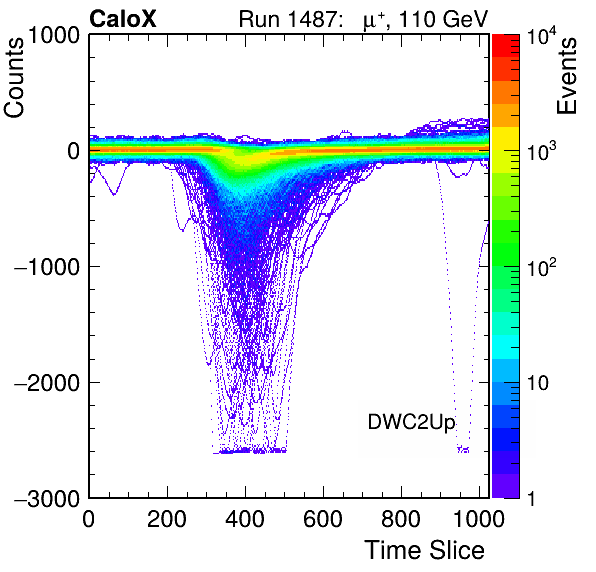 CaloX Run 1487: μ⁺, 110 GeV
Counts
Events
1000
0
−1000
−2000
−3000
0 200 400 600 800 1000
Time Slice
DWC2Up
10⁴
10³
10²
10
1